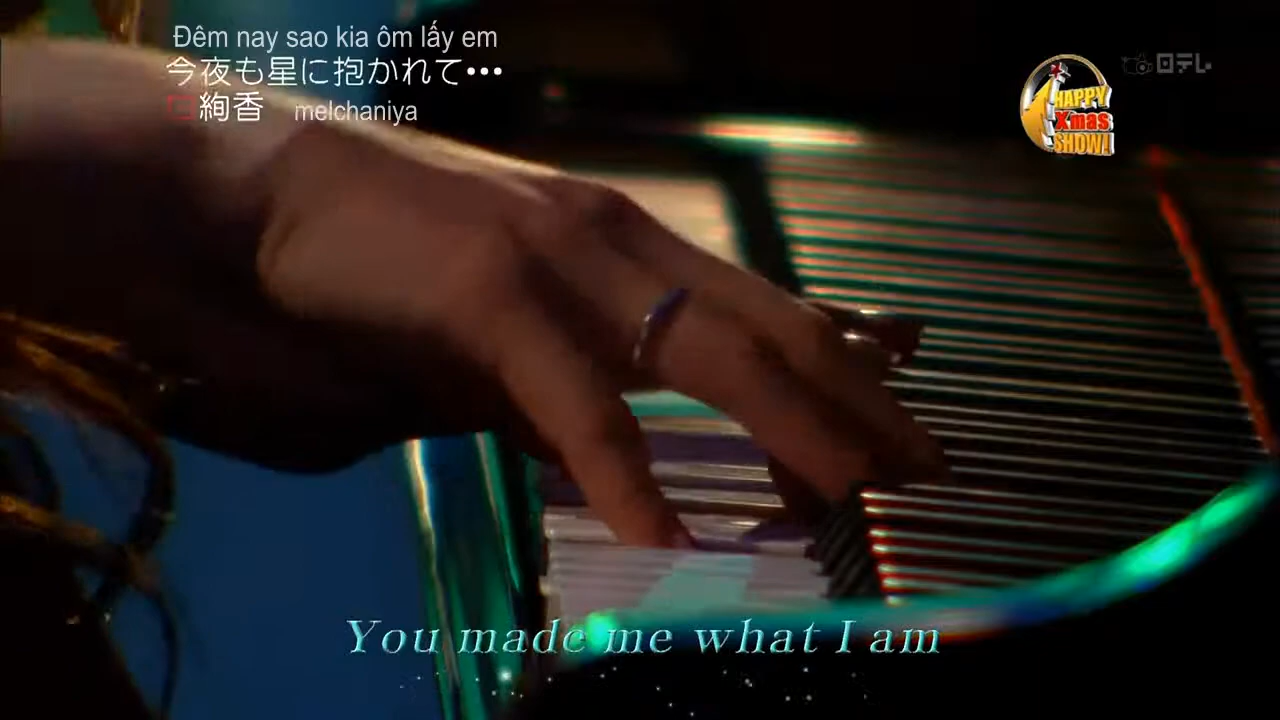 Đêm nay sao kia ôm lấy em
今夜も星に抱かれて•••
絢香 melchaniya
HAPPY
Xmas
SHOW!
日テレ
You made me what I am